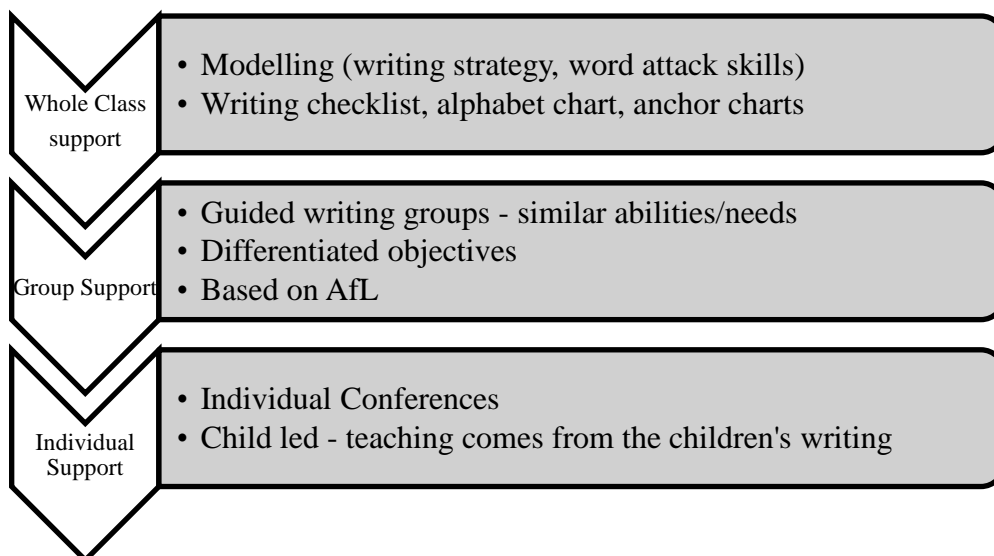 Whole Class
support
• Modelling (writing strategy, word attack skills)
• Writing checklist, alphabet chart, anchor charts
Group Support
• Guided writing groups - similar abilities/needs
• Differentiated objectives
• Based on AfL
Individual
Support
• Individual Conferences
• Child led - teaching comes from the children's writing